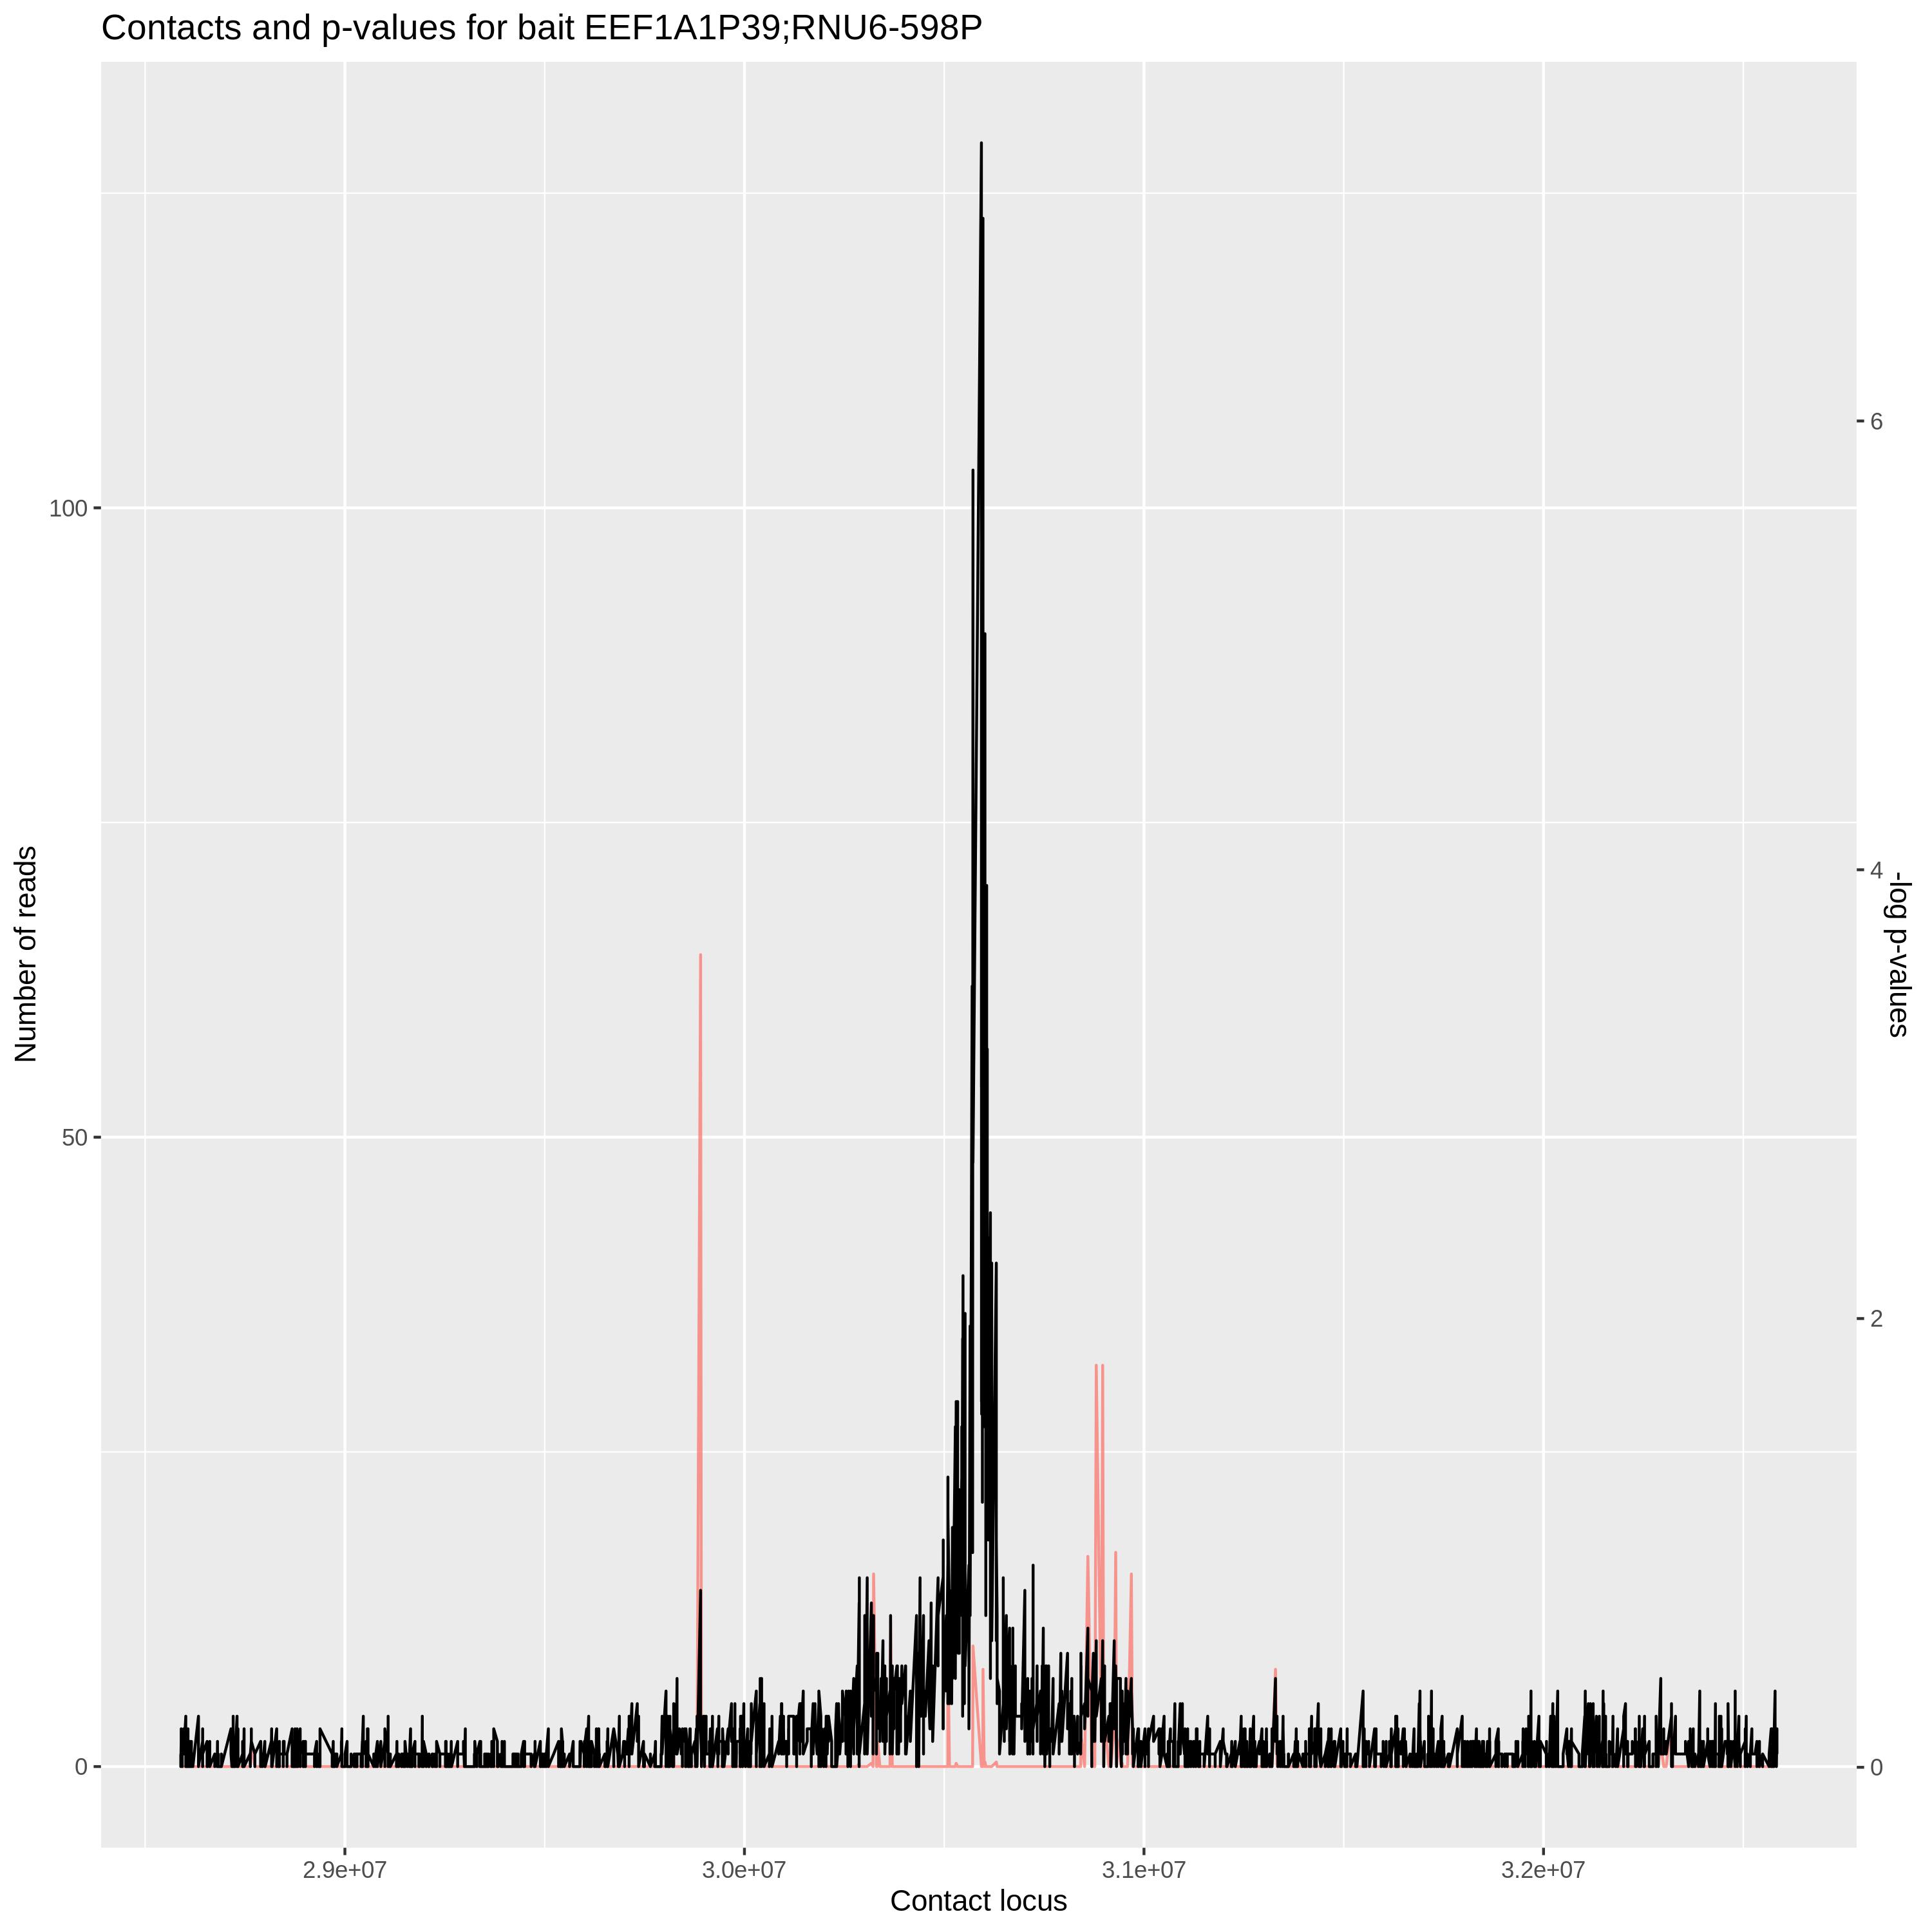 Contacts and p-values for bait EEF1A1P39;RNU6-598P
Number of reads
100
50
0
6
4
2
0
-log p-values
2.9e+07
3.0e+07
3.1e+07
3.2e+07
Contact locus